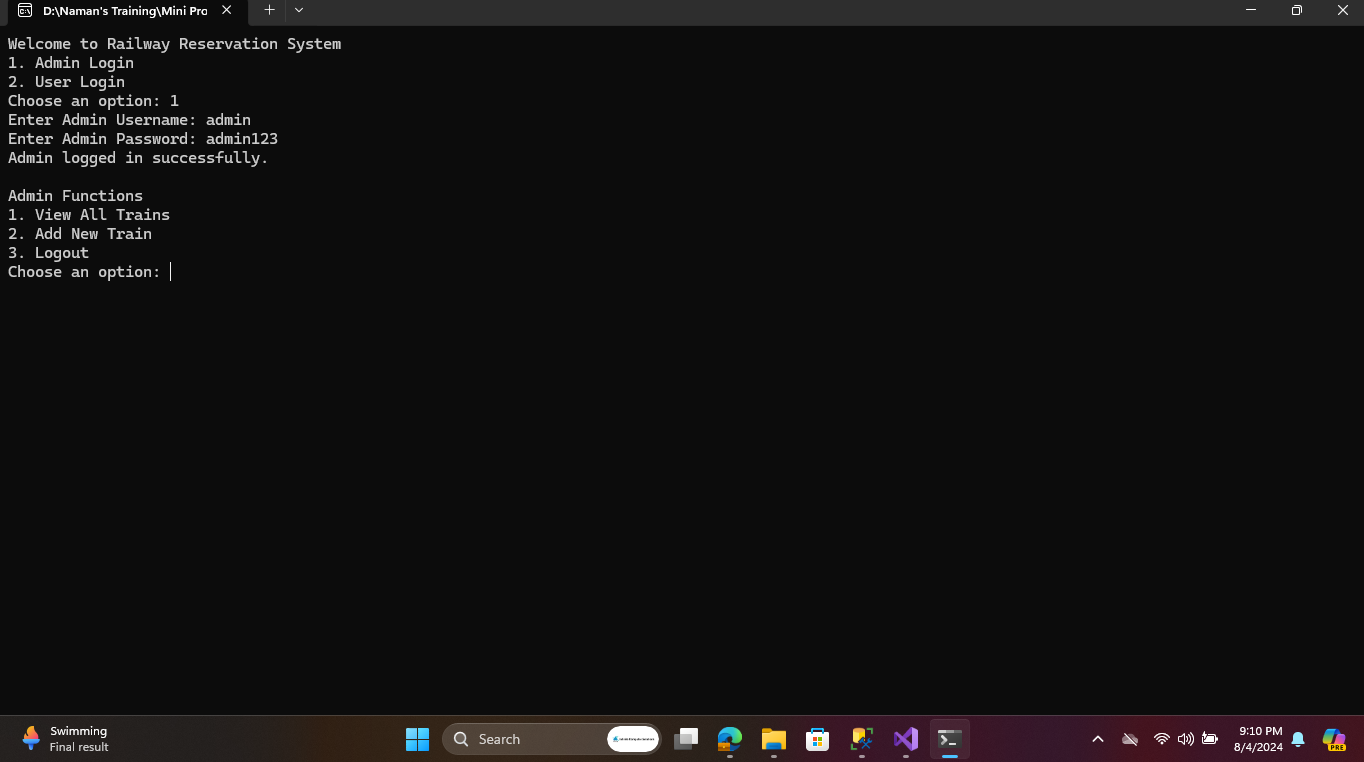 D:\Naman's Training\Mini Pro
Welcome to Railway Reservation System
1. Admin Login
2. User Login
Choose an option: 1
Enter Admin Username: admin
Enter Admin Password: admin123
Admin logged in successfully.
Admin Functions
1. View All Trains
2. Add New Train
3. Logout
Choose an option:
Swimming
Final result
Search
9:10 PM
8/4/2024
PRE